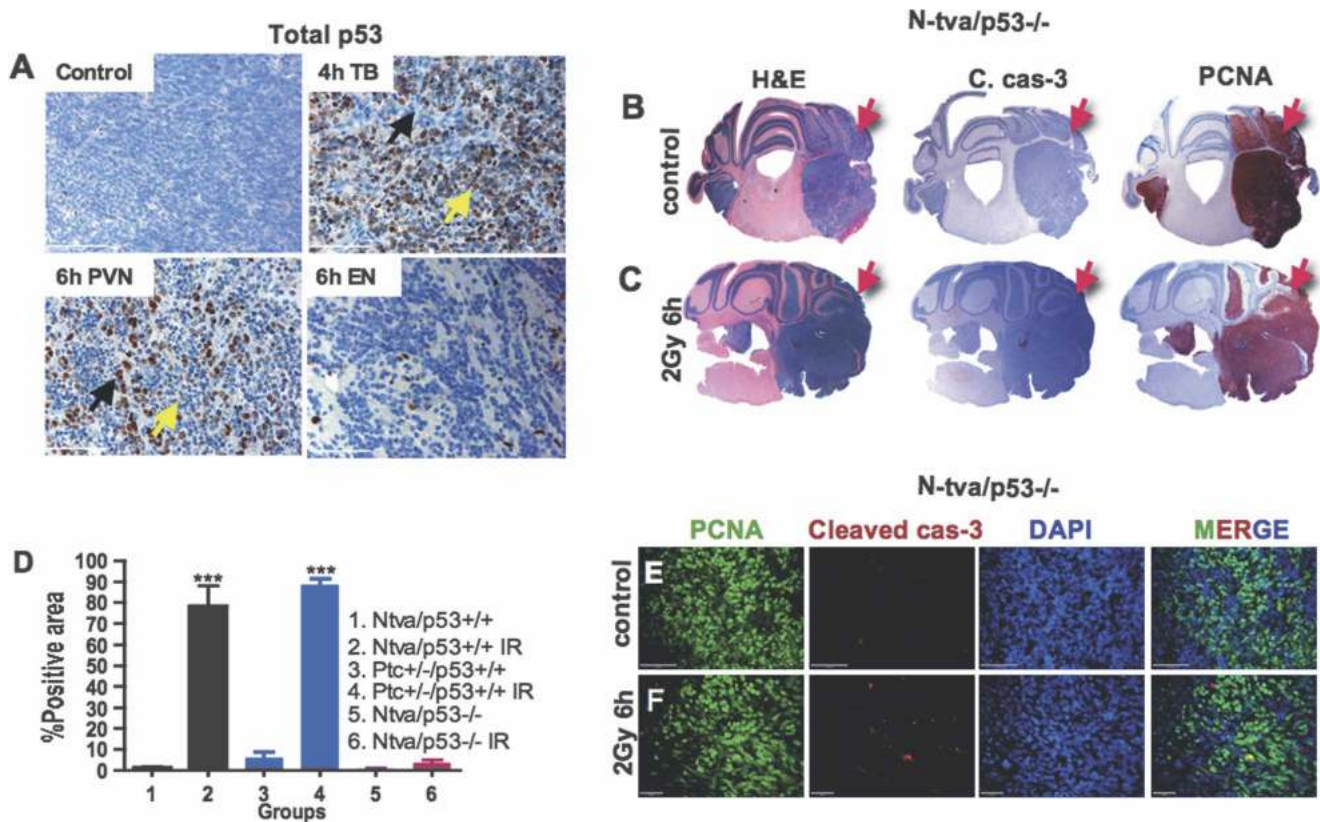 Total p53
A
Control
4h TB
6h PVN
6h EN
N-tva/p53-/-
H&E
C. cas-3
PCNA
B
control
C
2Gy 6h
D
%Positive area
100
90
80
70
60
50
40
30
20
10
0
***
***
1
2
3
4
5
6
Groups
1. Ntva/p53+/+
2. Ntva/p53+/+ IR
3. Ptc+/-/p53+/+
4. Ptc+/-/p53+/+ IR
5. Ntva/p53-/-
6. Ntva/p53-/- IR
N-tva/p53-/-
PCNA
Cleaved cas-3
DAPI
MERGE
E
control
F
2Gy 6h